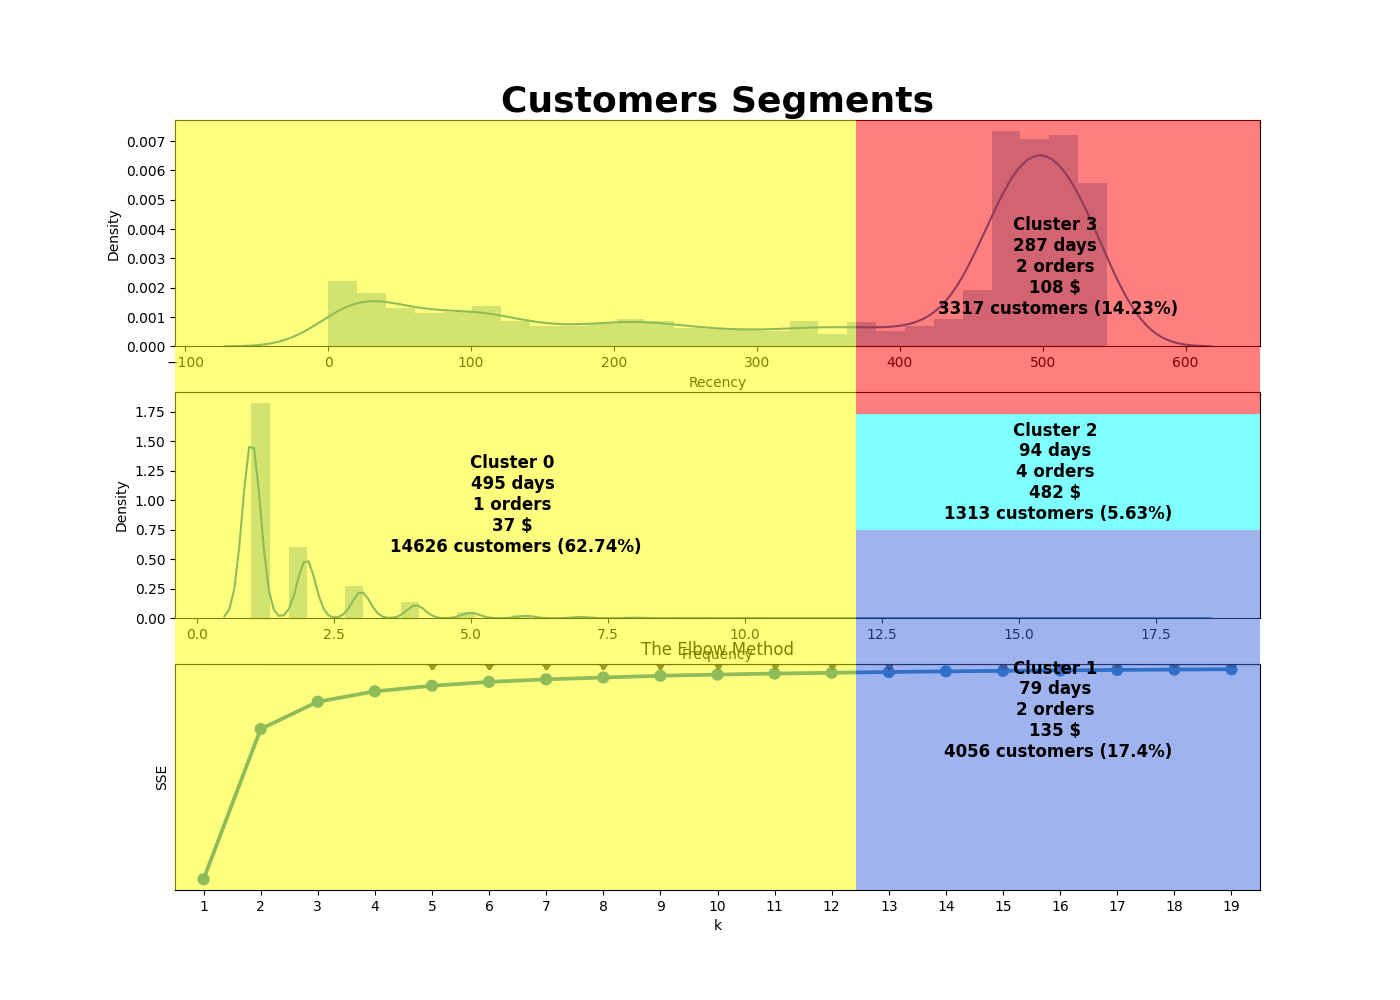 Customers Segments
0.007
0.006
0.005
0.004
0.003
0.002
0.001
0.000
Density
Cluster 3
287 days
2 orders
108 $
3317 customers (14.23%)
−100 0 100 200 300 400 500 600
Recency
1.75
1.50
1.25
1.00
0.75
0.50
0.25
0.00
Density
Cluster 0
495 days
1 orders
37 $
14626 customers (62.74%)
Cluster 2
94 days
4 orders
482 $
1313 customers (5.63%)
0.0 2.5 5.0 7.5 10.0 12.5 15.0 17.5
The Elbow Method
Frequency
SSE
Cluster 1
79 days
2 orders
135 $
4056 customers (17.4%)
1 2 3 4 5 6 7 8 9 10 11 12 13 14 15 16 17 18 19
k